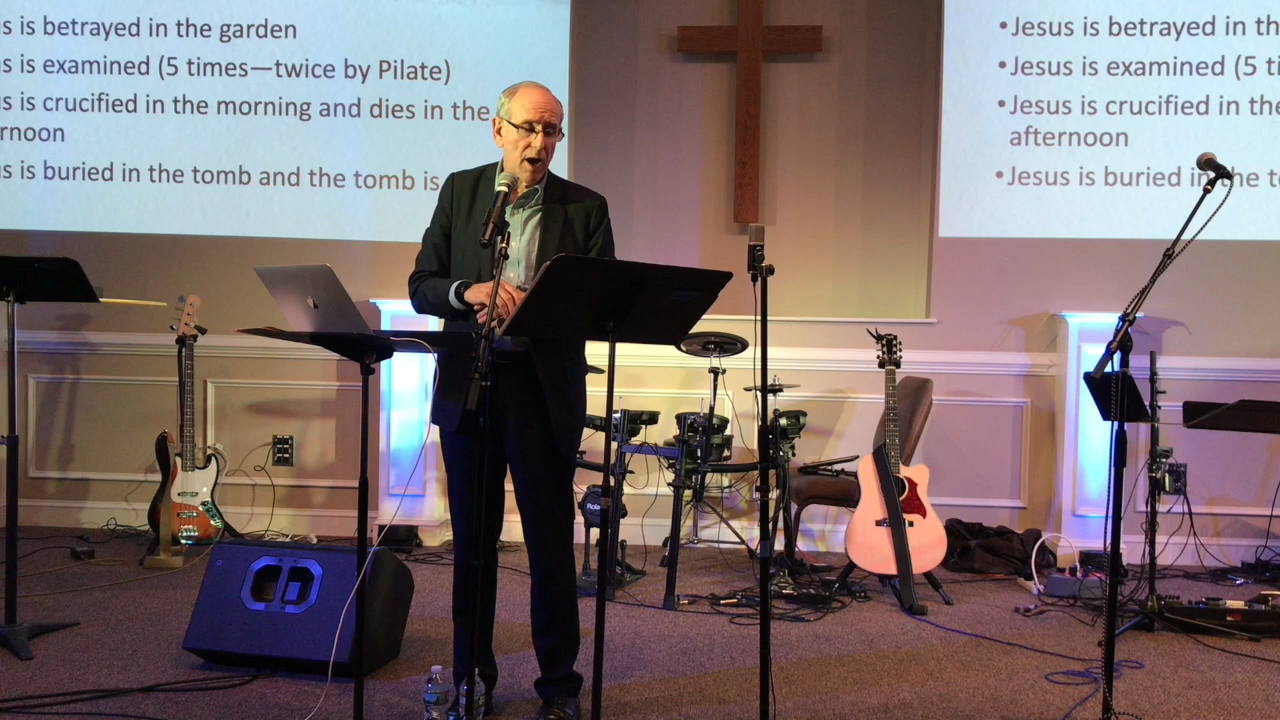 s is betrayed in the garden
s is examined (5 times—twice by Pilate)
s is crucified in the morning and dies in the
rnoon
s is buried in the tomb and the tomb is
•Jesus is betrayed in th
•Jesus is examined (5 ti
•Jesus is crucified in the
afternoon
•Jesus is buried in the t
Roland